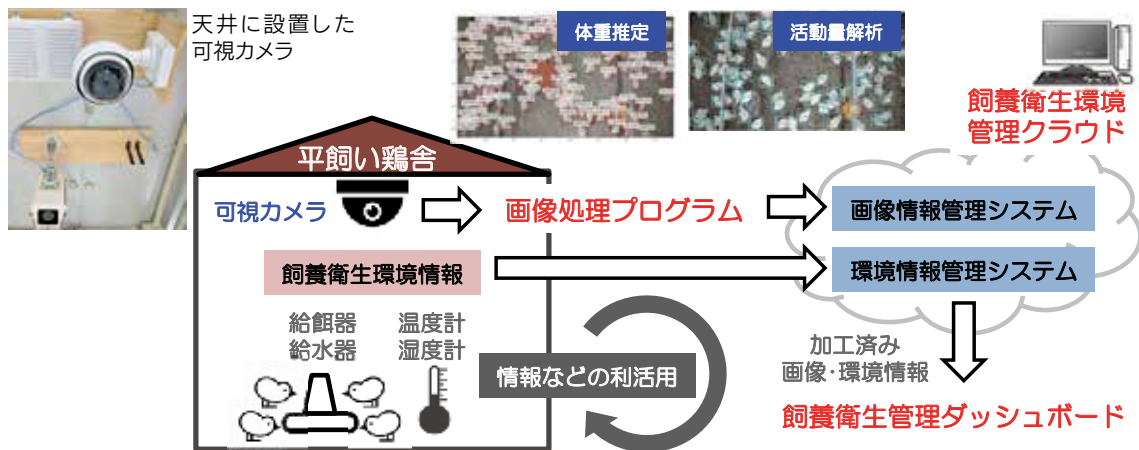 天井に設置した
可視カメラ
体重推定
活動量解析
飼養衛生環境
管理クラウド
平飼い鶏舎
可視カメラ
画像処理プログラム
画像情報管理システム
飼養衛生環境情報
環境情報管理システム
給餌器
給水器
温度計
湿度計
情報などの利活用
加工済み
画像・環境情報
飼養衛生管理ダッシュボード